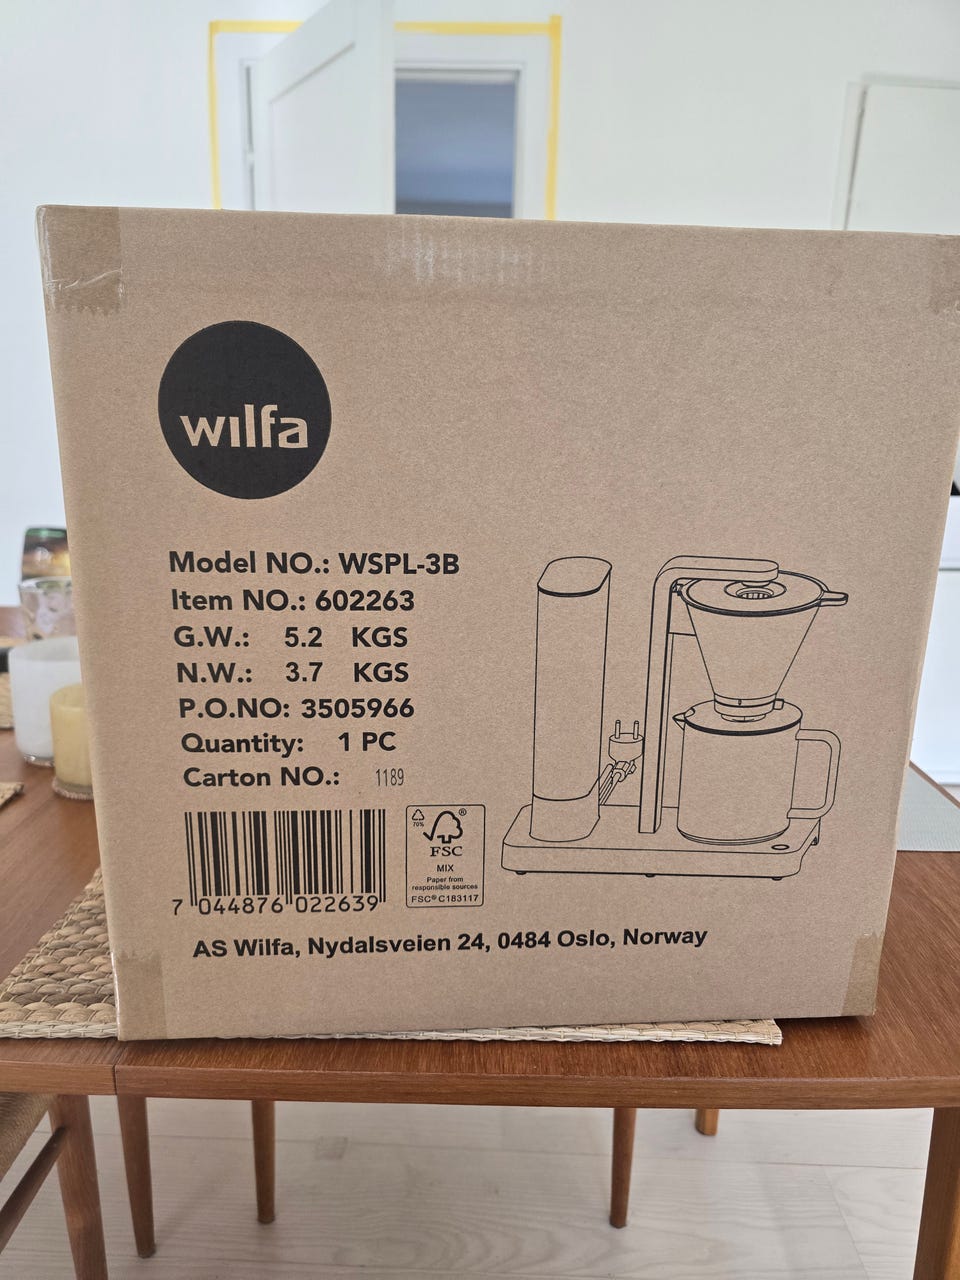 wilfa
Model NO.: WSPL-3B
Item NO.: 602263
G.W.: 5.2 KGS
N.W.: 3.7 KGS
P.O.NO: 3505966
Quantity: 1 PC
Carton NO.: 1189
7 044876 022639
70%
®
FSC
MIX
Paper from
responsible sources
FSC® C183117
AS Wilfa, Nydalsveien 24, 0484 Oslo, Norway